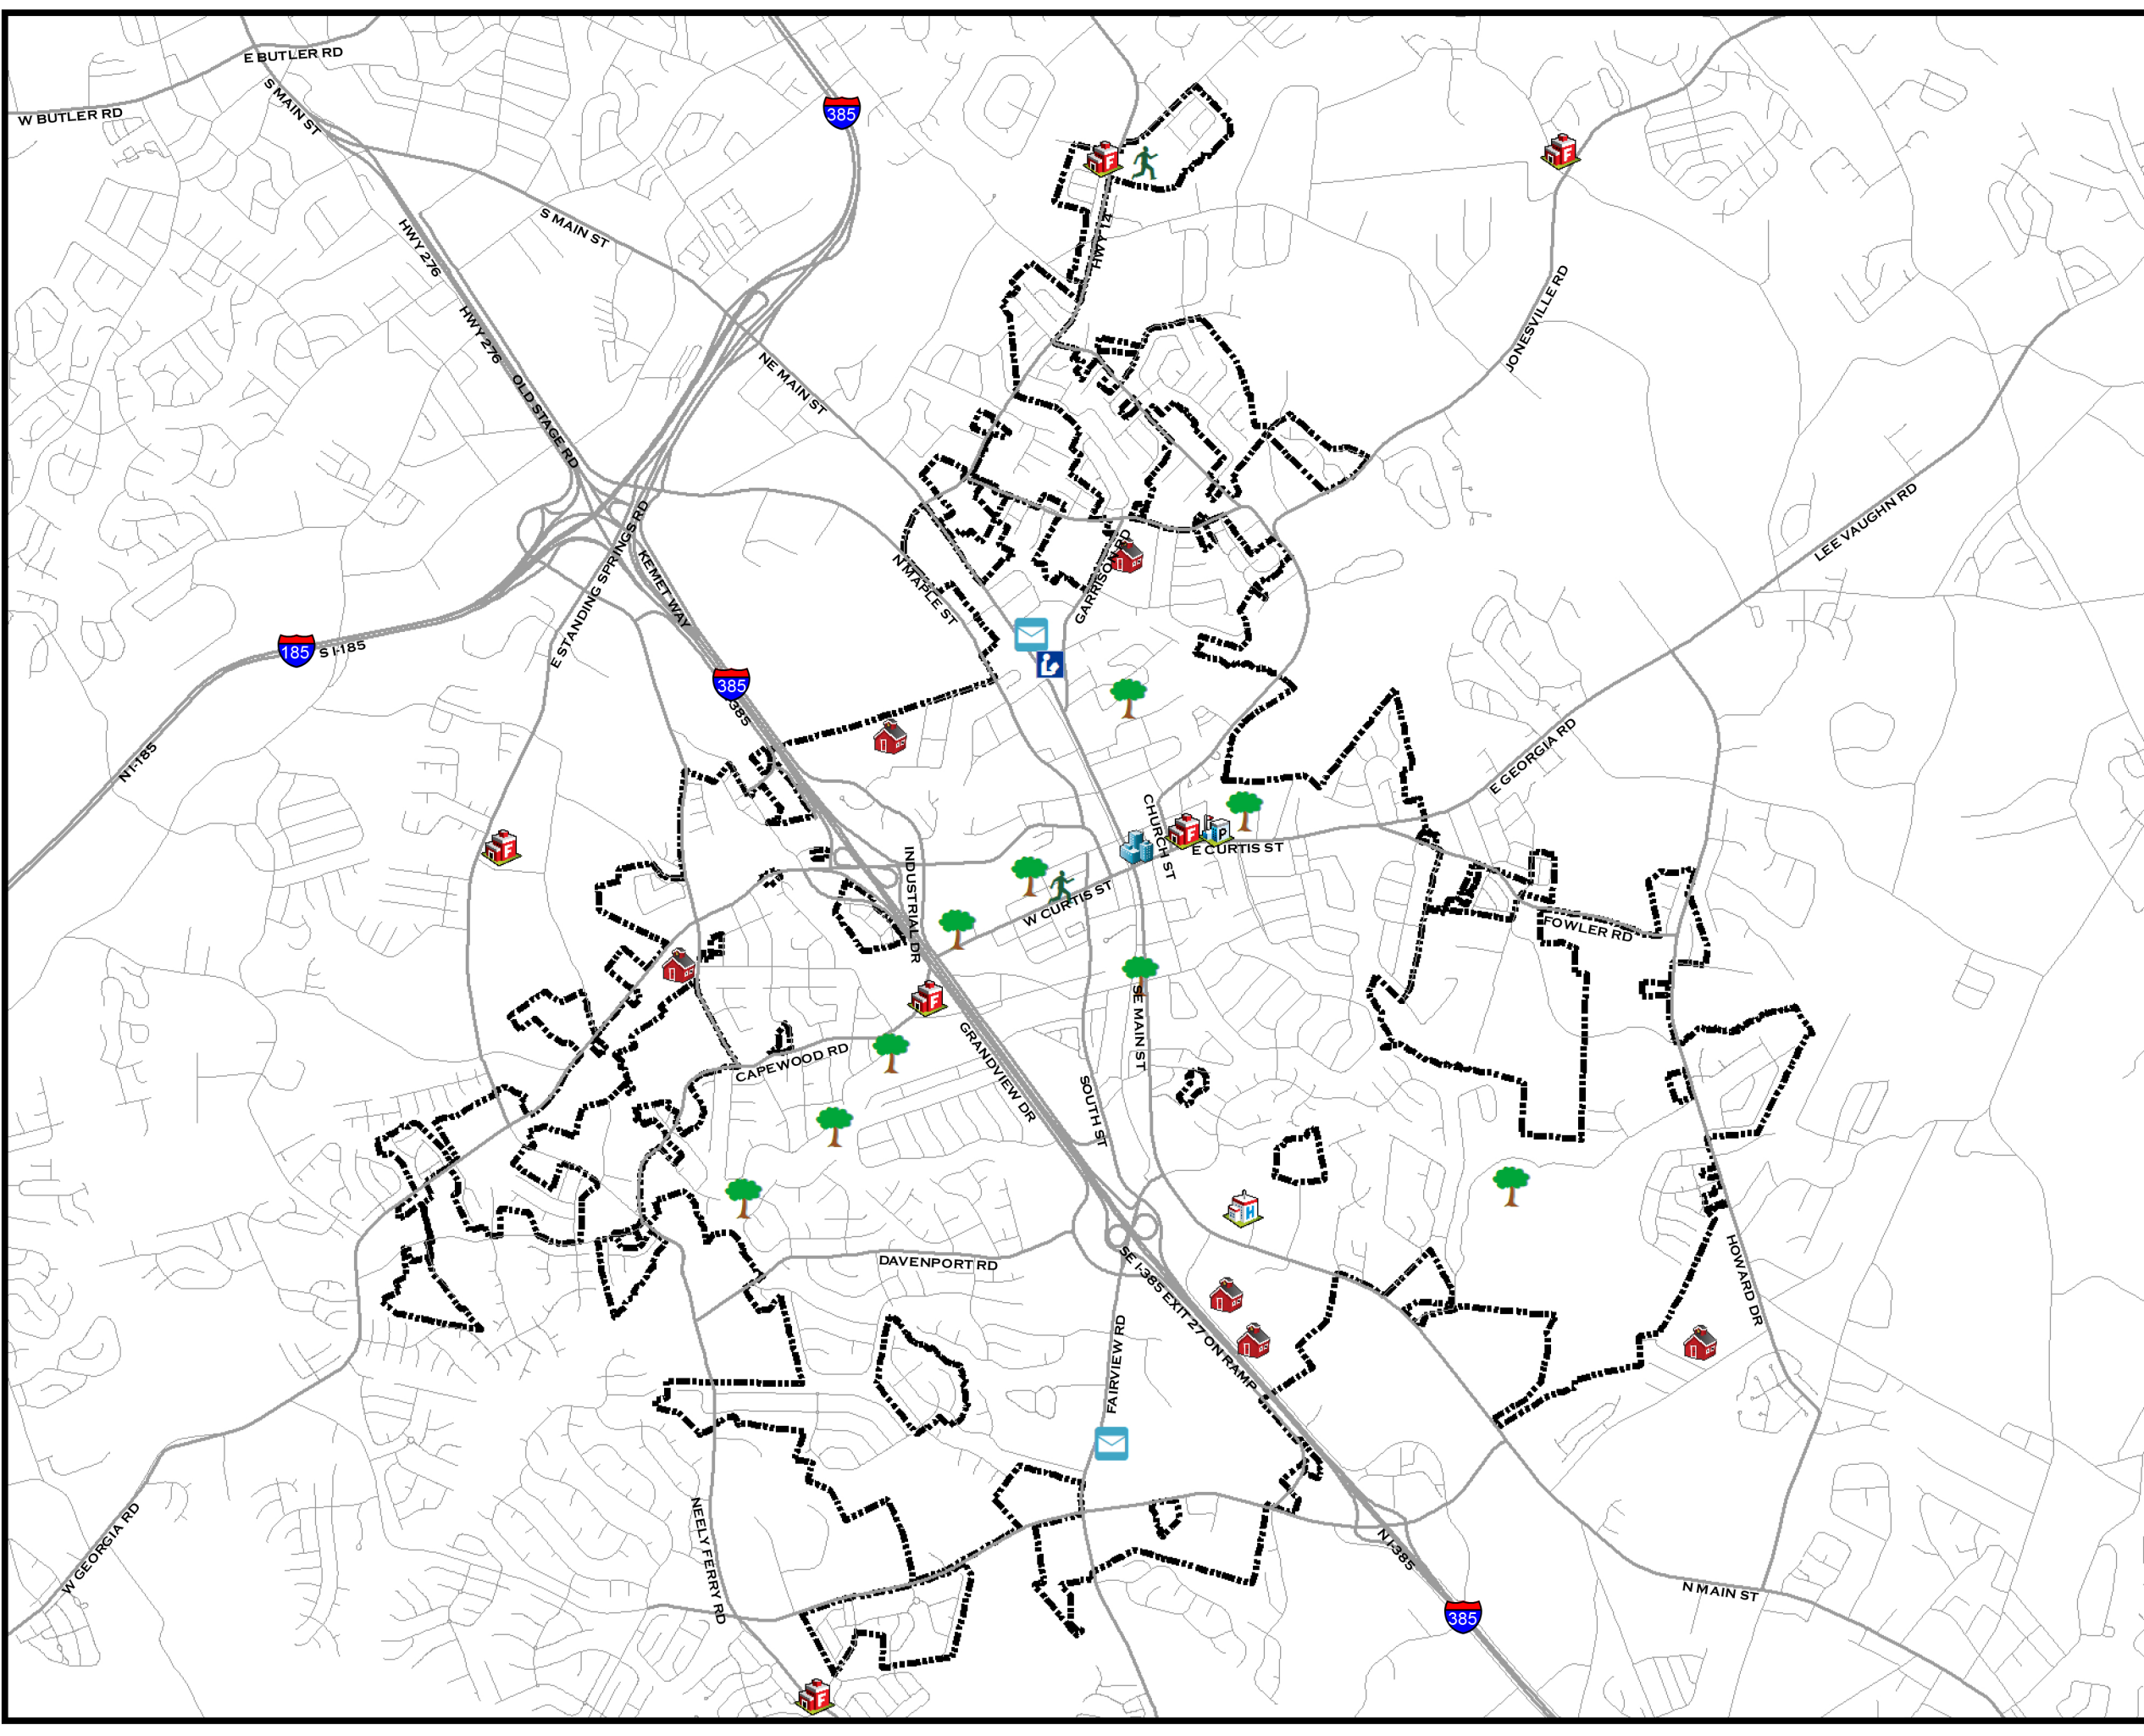 E BUTLER RD
W BUTLER RD
S MAIN ST
385
HWY 276
S MAIN ST
HWY 14
HWY 276
JONESVILLE RD
OLD STAGE RD
NE MAIN ST
LEE VAUGHN RD
E STANDING SPRINGS RD
KEMET WAY
N MAPLE ST
GARRISON RD
185
S I-185
385
385
N I-185
E GEORGIA RD
CHURCH ST
F
F
F
P
E CURTIS ST
INDUSTRIAL DR
W CURTIS ST
FOWLER RD
F
F
SE MAIN ST
CAPEWOOD RD
GRANDVIEW DR
SOUTH ST
H
DAVENPORT RD
SE I-385 EXIT 27 ON RAMP
HOWARD DR
FAIRVIEW RD
NEELY FERRY RD
W GEORGIA RD
N I-385
N MAIN ST
385
F